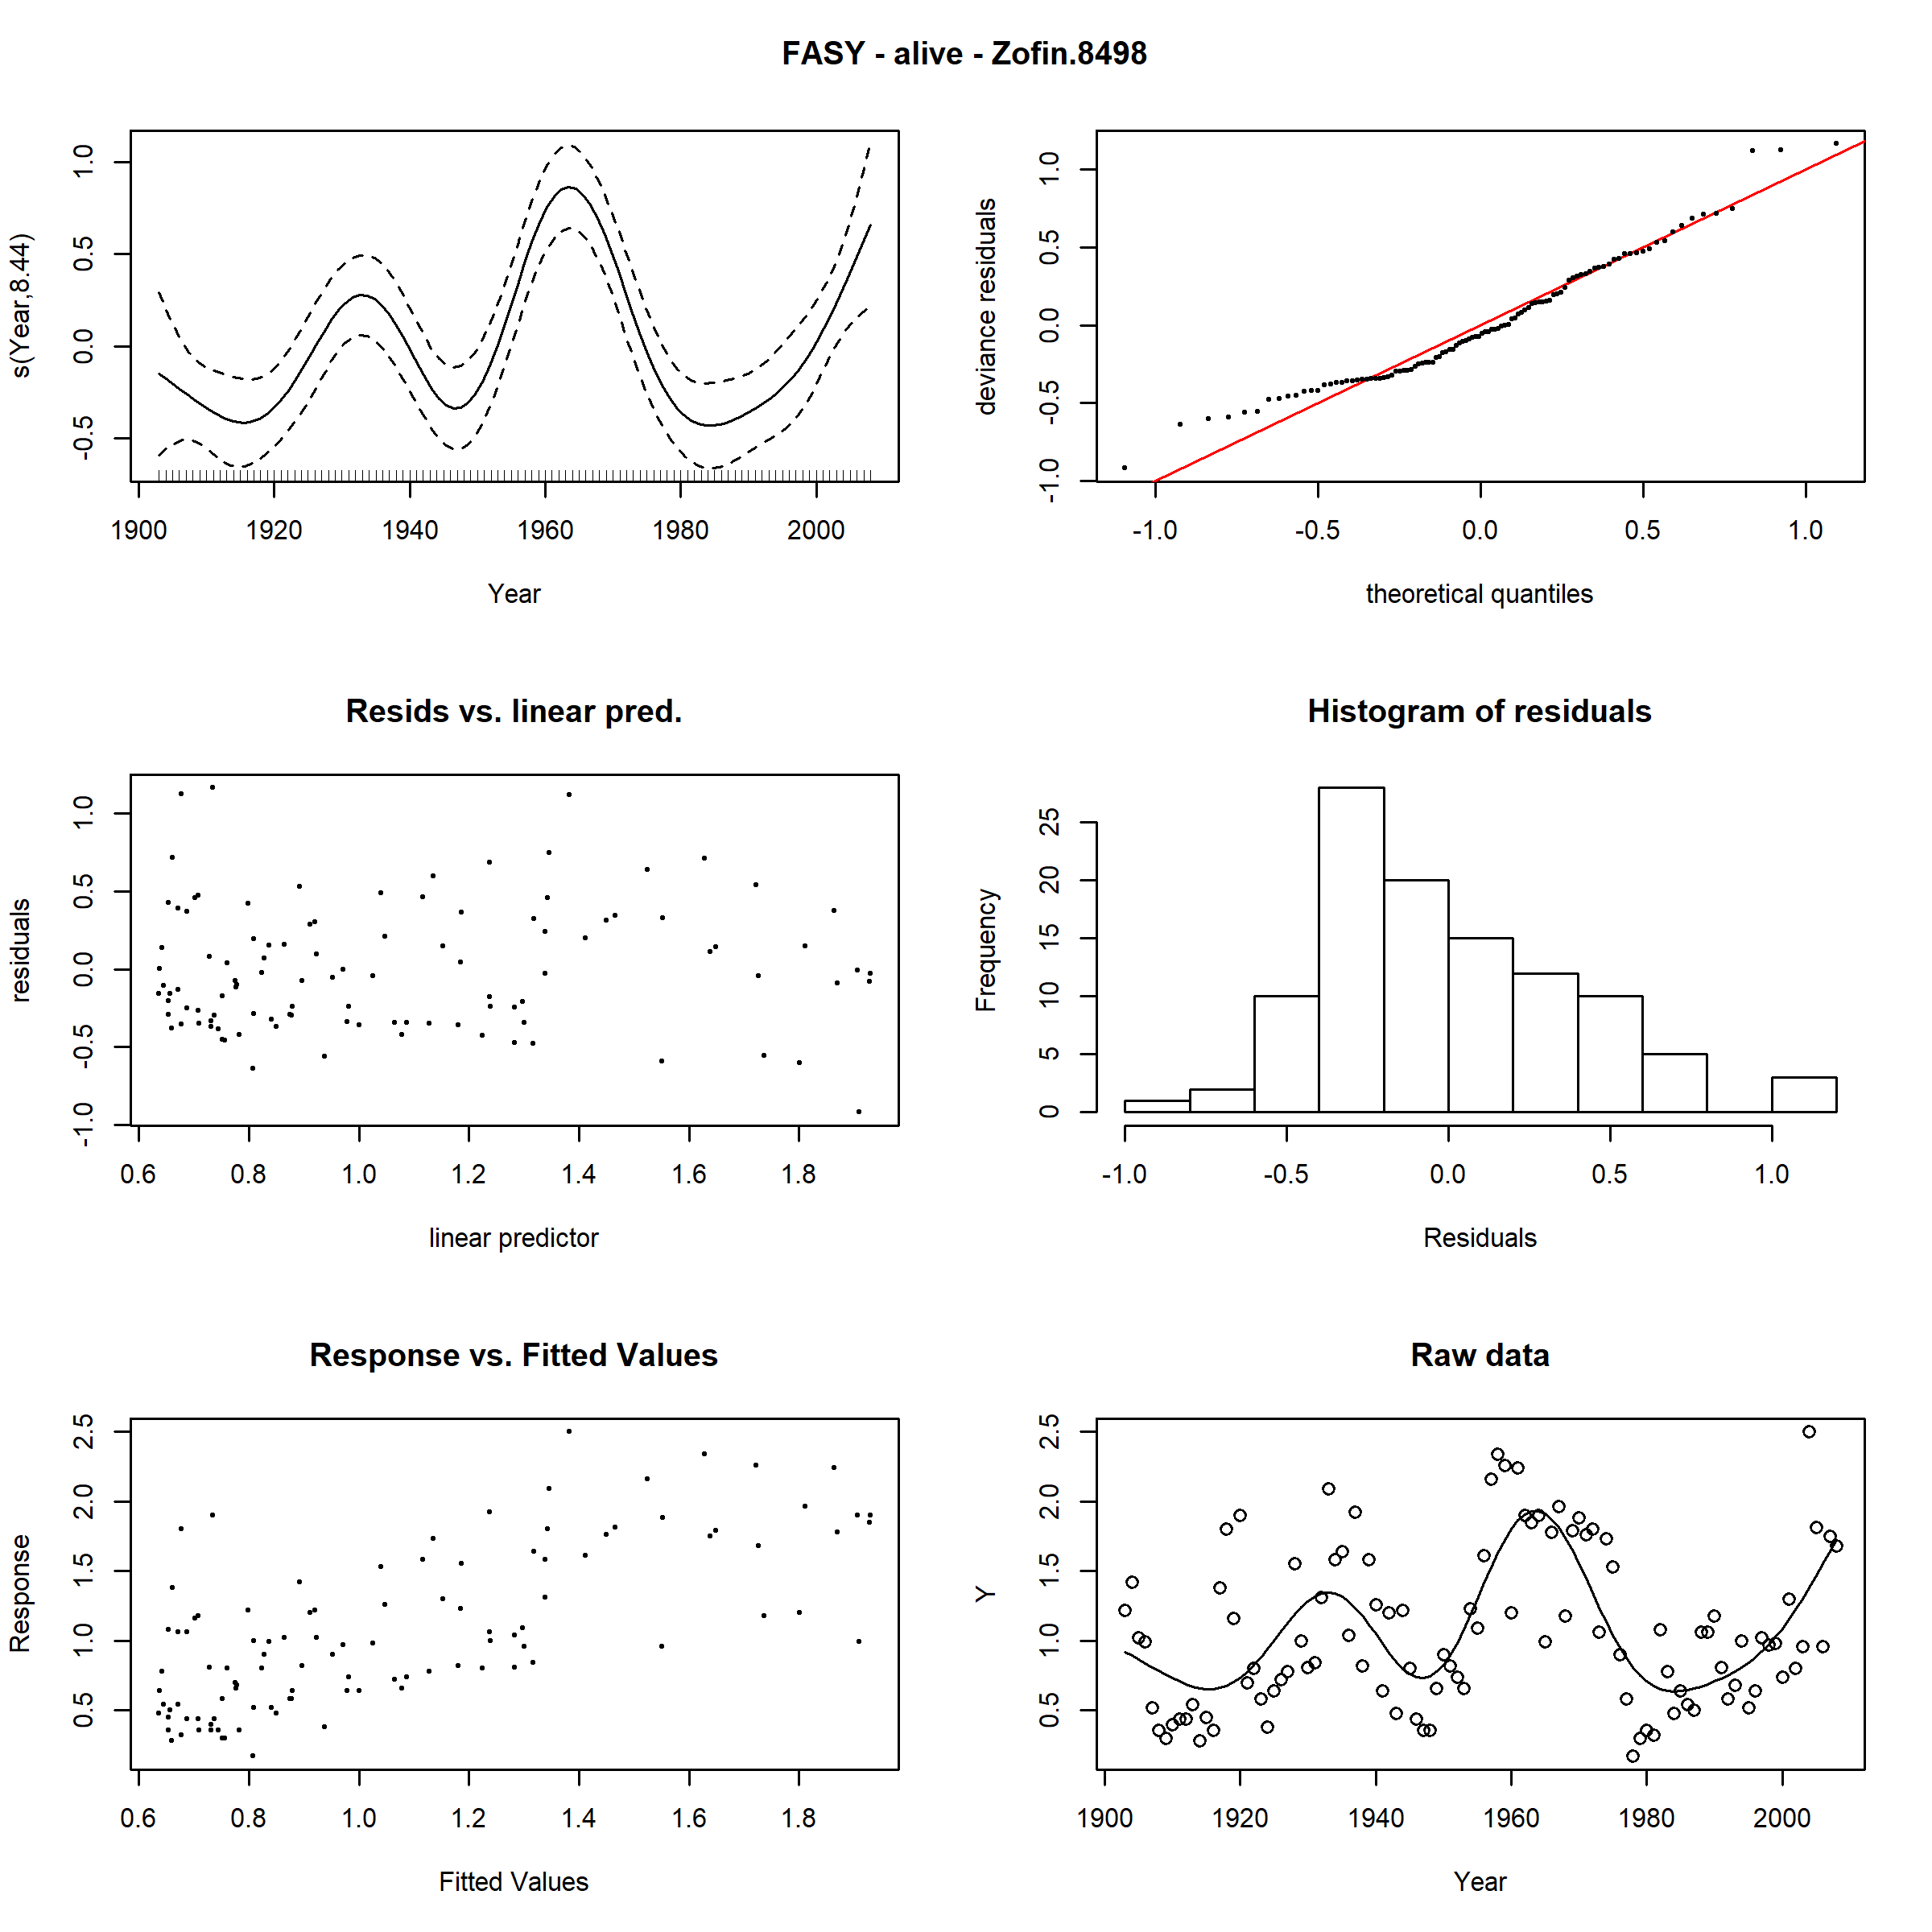 FASY - alive - Zofin.8498
s(Year,8.44)
1.0
0.5
0.0
-0.5
1900 1920 1940 1960 1980 2000
Year
deviance residuals
1.0
0.5
0.0
-0.5
-1.0
-1.0 -0.5 0.0 0.5 1.0
theoretical quantiles
Resids vs. linear pred.
residuals
1.0
0.5
0.0
-0.5
-1.0
0.6 0.8 1.0 1.2 1.4 1.6 1.8
linear predictor
Histogram of residuals
Frequency
25
20
15
10
5
0
-1.0 -0.5 0.0 0.5 1.0
Residuals
Response vs. Fitted Values
Response
2.5
2.0
1.5
1.0
0.5
0.6 0.8 1.0 1.2 1.4 1.6 1.8
Fitted Values
Raw data
Y
2.5
2.0
1.5
1.0
0.5
1900 1920 1940 1960 1980 2000
Year